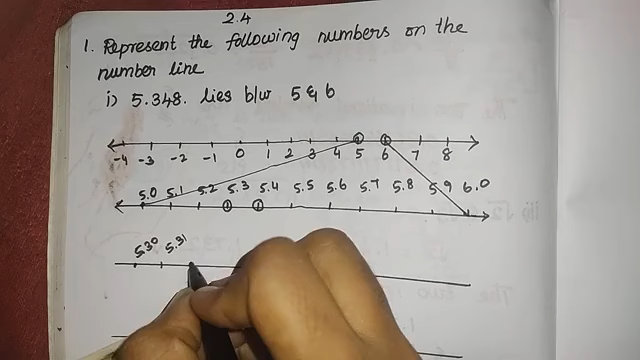 2.4
1. Represent the following numbers on the
number line
i) 5.348. lies b/w 5 & 6
-4 -3 -2 -1 0 1 2 3 4 5 6 7 8
5.0 5.1 5.2 5.3 5.4 5.5 5.6 5.7 5.8 5.9 6.0
5.30 5.31